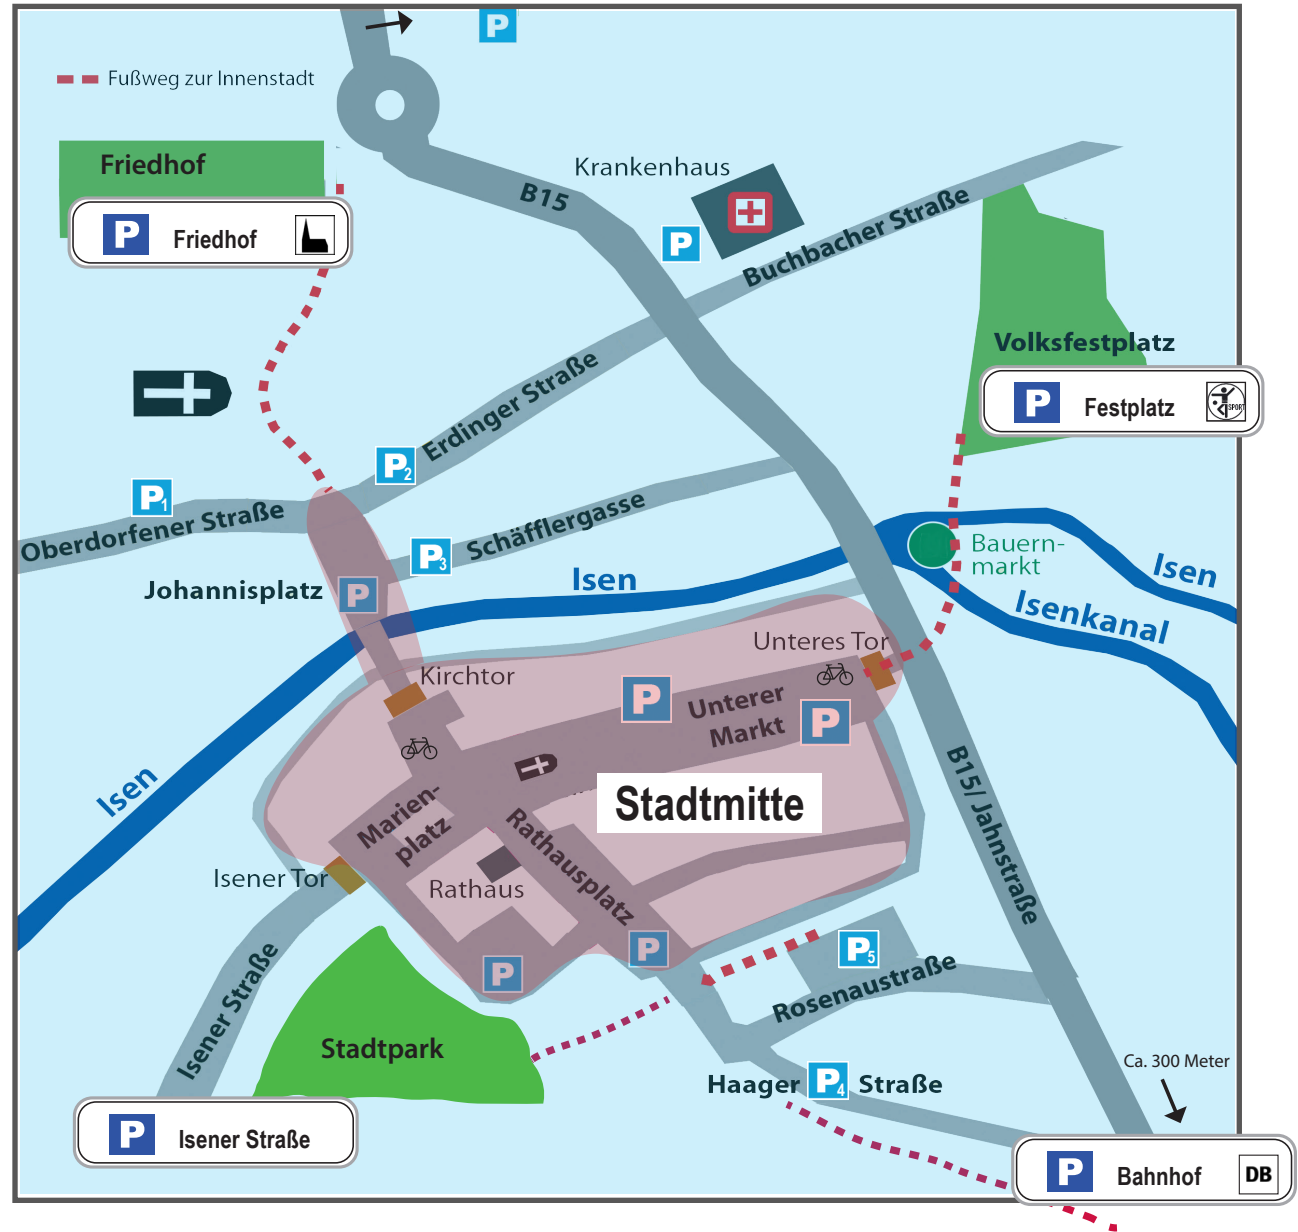 P
Fußweg zur Innenstadt
Friedhof
P Friedhof
B15
Krankenhaus
P
Buchbacher Straße
Volksfestplatz
P Festplatz SPORT
Erdinger Straße
P2
P1
Oberdorfener Straße
P3
Schäfflergasse
Johannisplatz P
Isen
Bauern-
markt
Isen
Isenkanal
Unteres Tor
Kirchtor
P
Unterer
Markt
P
Isen
Marien-
platz
Stadtmitte
Rathausplatz
B15/ Jahnstraße
Isener Tor
Rathaus
P
P
P5
Rosenaustraße
Isener Straße
Stadtpark
Haager P4 Straße
Ca. 300 Meter
P Isener Straße
P Bahnhof DB